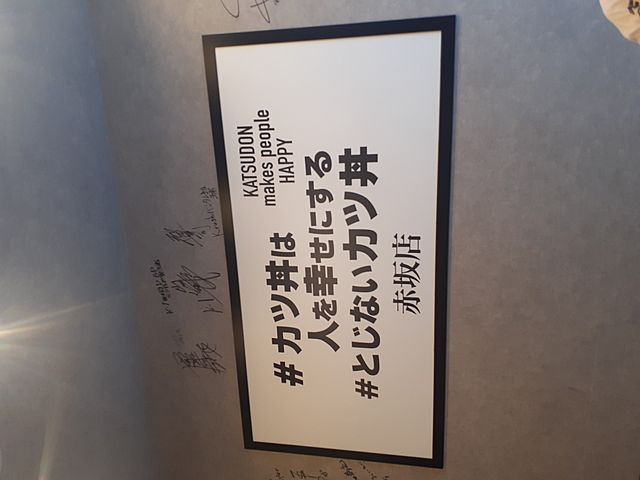 KATSUDON
makes people
HAPPY
#カツ丼は
人を幸せにする
#とじないカツ丼
赤坂店